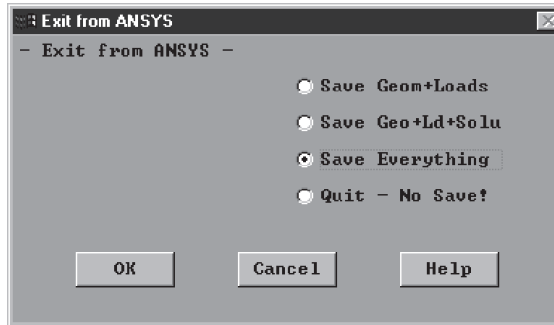 Exit from ANSYS
- Exit from ANSYS -
Save Geom+Loads
Save Geo+Ld+Solu
Save Everything
Quit - No Save!
OK Cancel Help